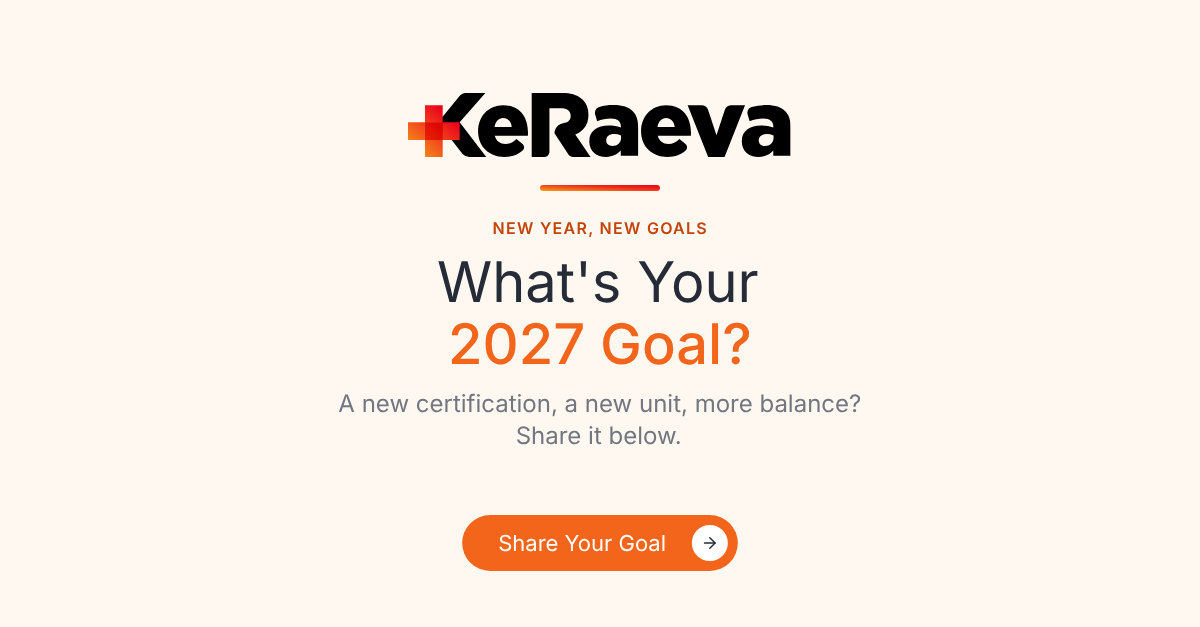 KeRaeva
NEW YEAR, NEW GOALS
What's Your
2027 Goal?
A new certification, a new unit, more balance?
Share it below.
Share Your Goal